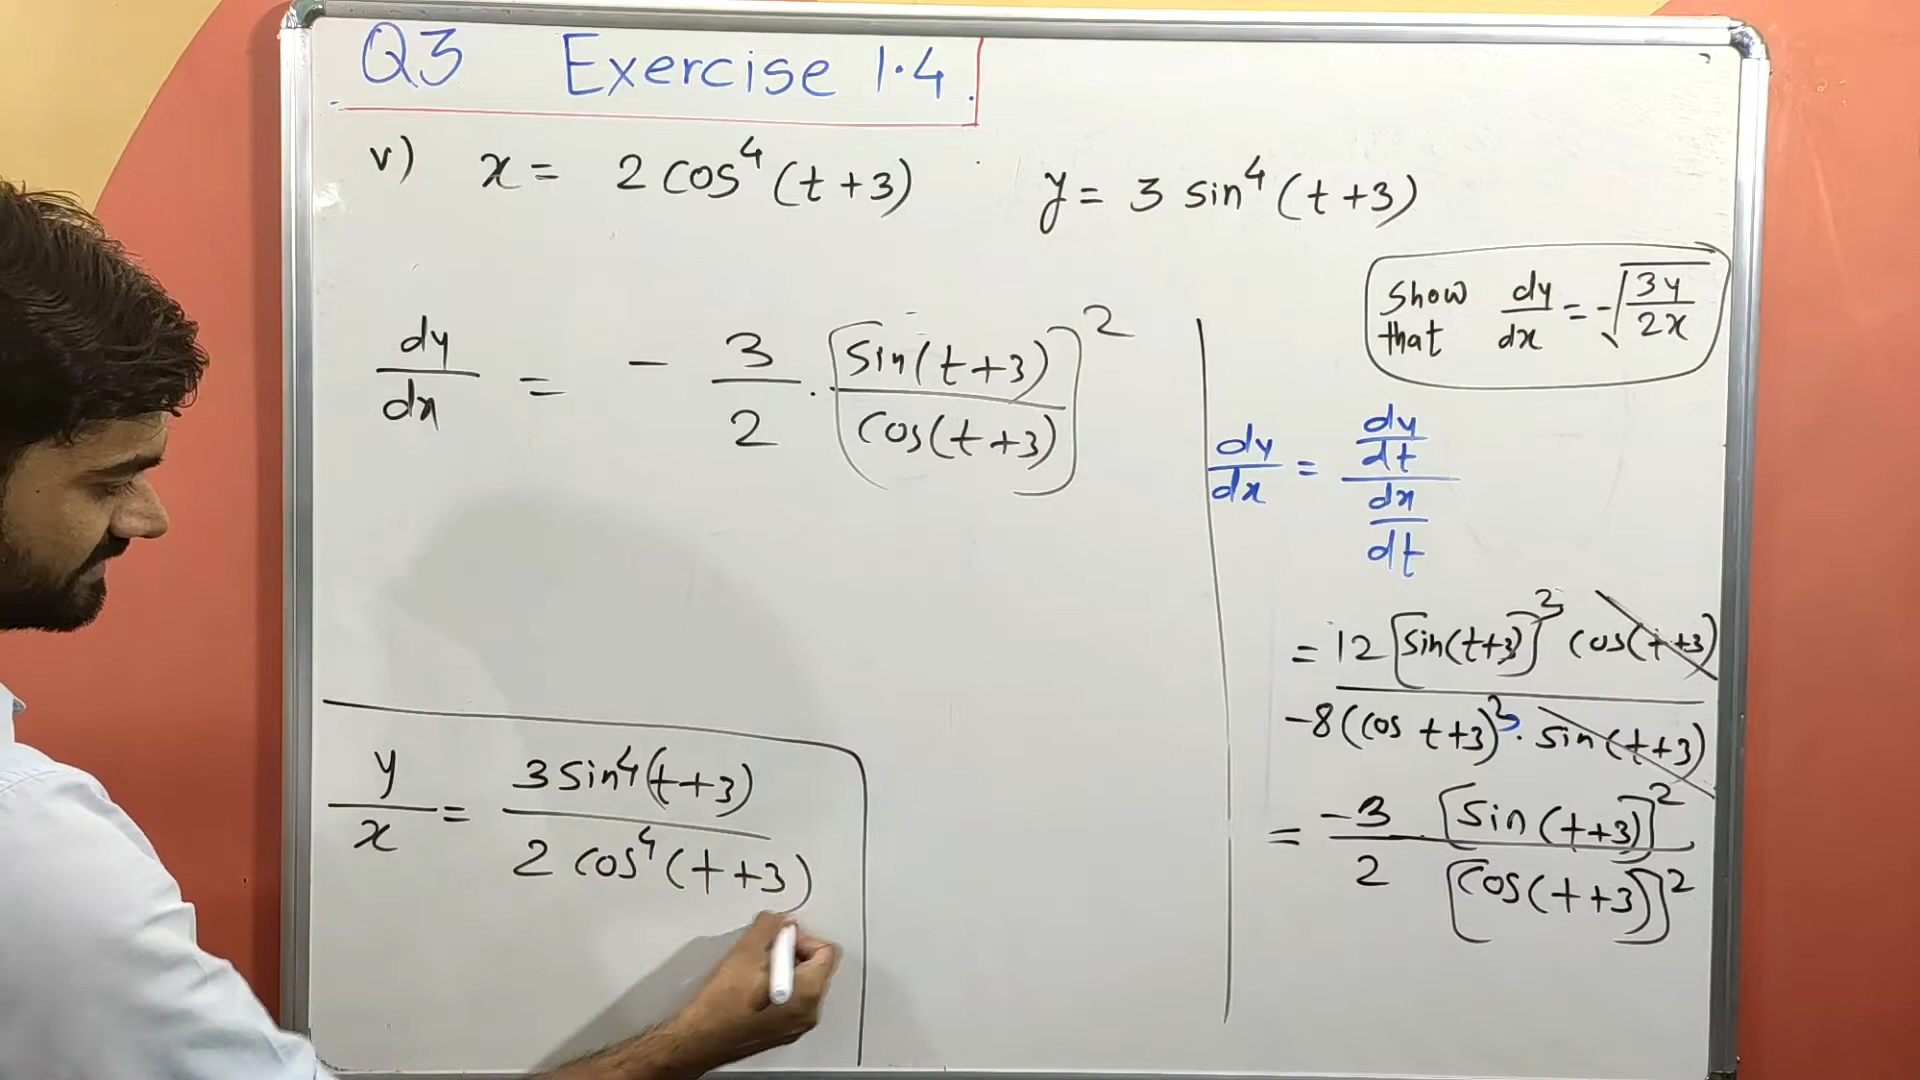 Q3 Exercise 1.4.
v) x = 2 cos⁴(t+3) y = 3 sin⁴(t+3)
Show that dy/dx = -√(3y/2x)
dy/dx = - 3/2 . [Sin(t+3)/Cos(t+3)]²
dy/dx = (dy/dt)/(dx/dt)
= 12 [sin(t+3)]³ cos(t+3) / -8(cos t+3)³. sin(t+3)
= -3/2 . [Sin(t+3)]²/[Cos(t+3)]²
y/x = 3 Sin⁴(t+3) / 2 cos⁴(t+3)